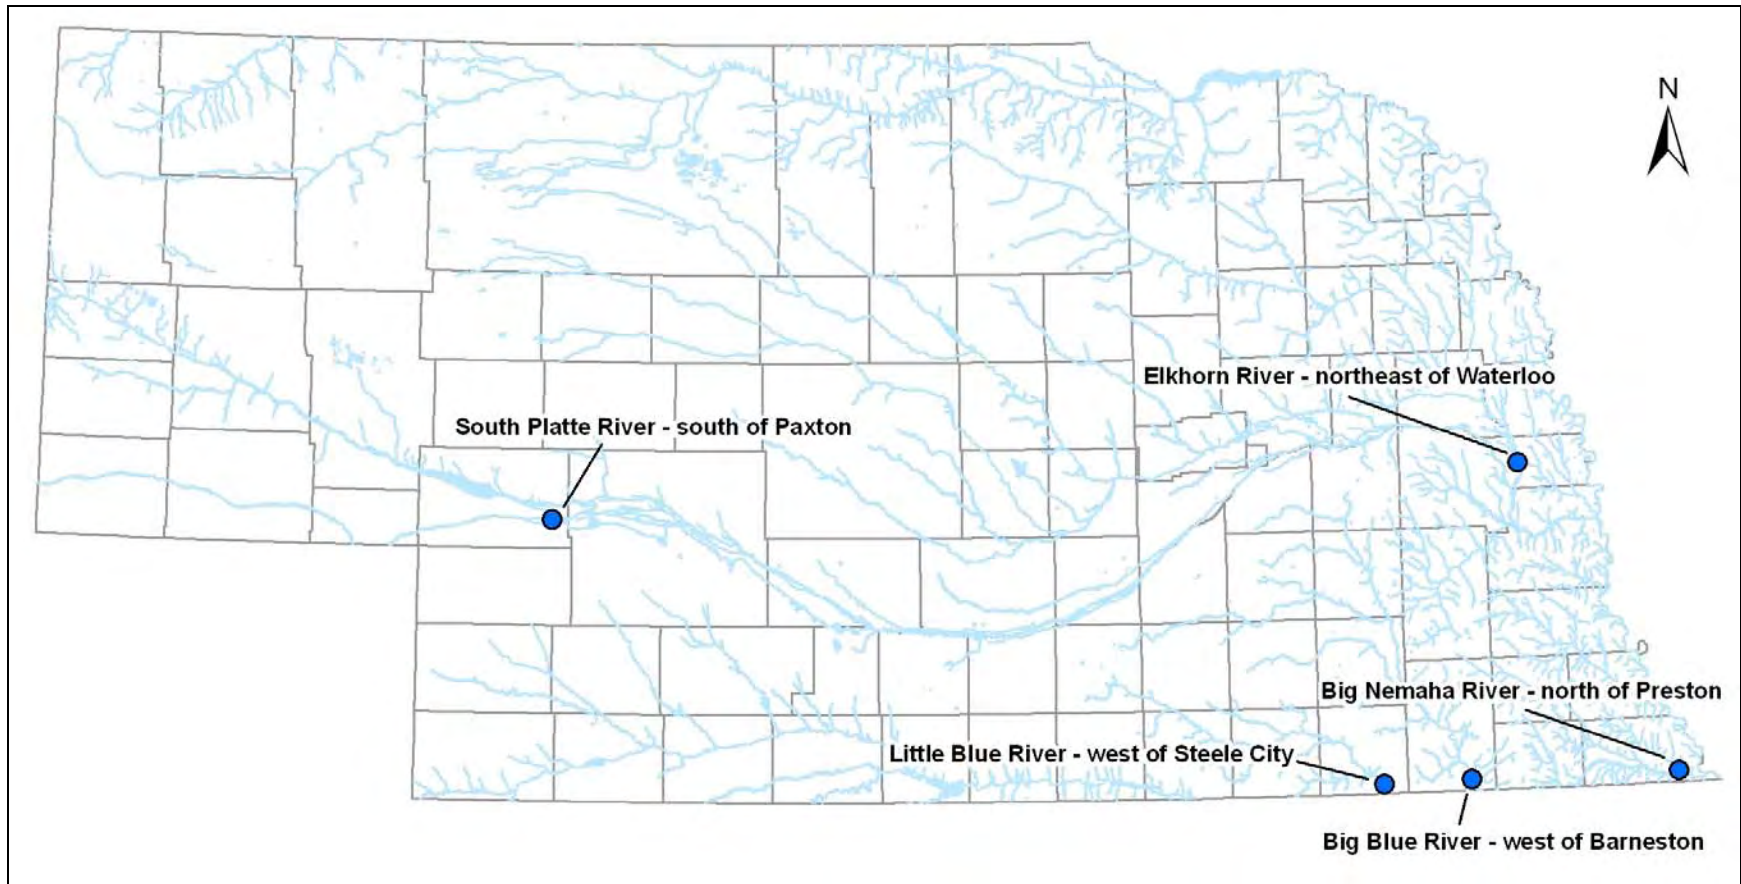 N
Elkhorn River - northeast of Waterloo
South Platte River - south of Paxton
Big Nemaha River - north of Preston
Little Blue River - west of Steele City
Big Blue River - west of Barneston